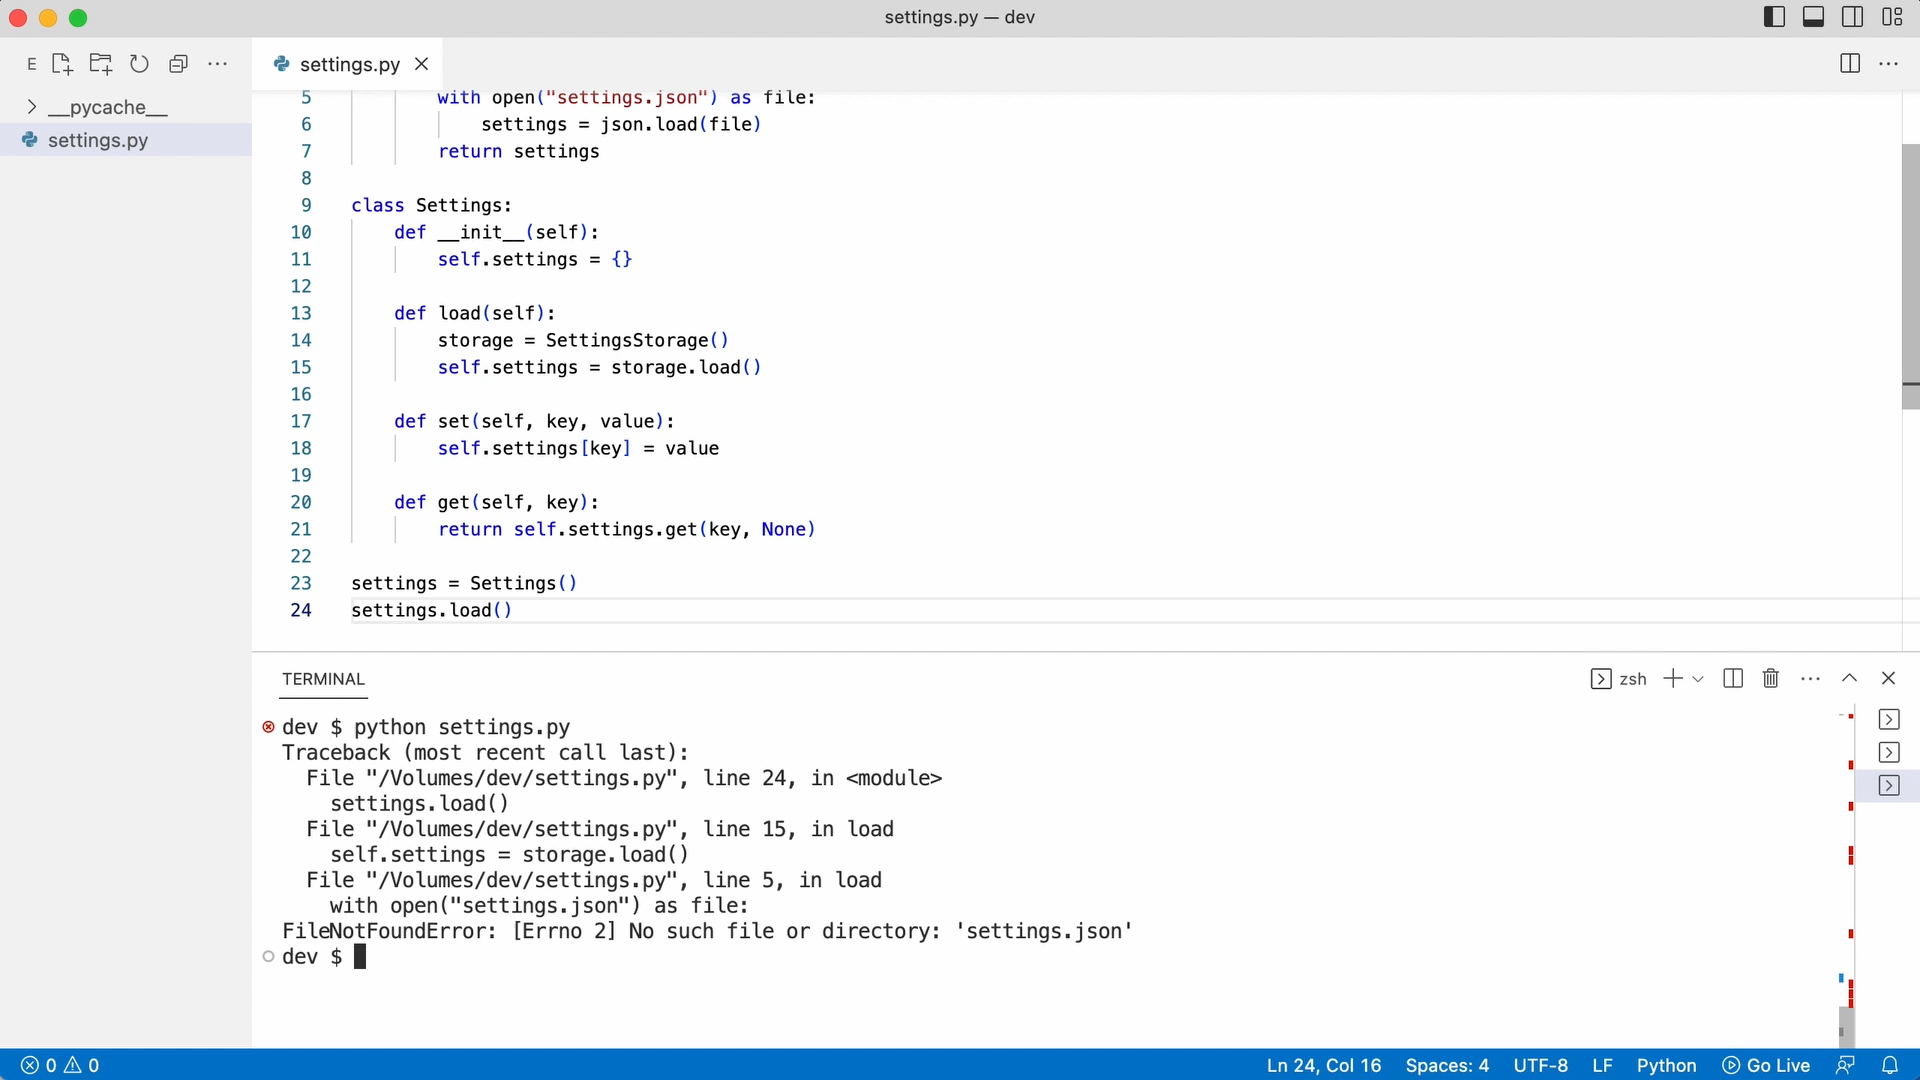 settings.py — dev
E
settings.py
__pycache__
settings.py
5 with open("settings.json") as file:
6 settings = json.load(file)
7 return settings
8
9 class Settings:
10 def __init__(self):
11 self.settings = {}
12
13 def load(self):
14 storage = SettingsStorage()
15 self.settings = storage.load()
16
17 def set(self, key, value):
18 self.settings[key] = value
19
20 def get(self, key):
21 return self.settings.get(key, None)
22
23 settings = Settings()
24 settings.load()
TERMINAL
zsh
dev $ python settings.py
Traceback (most recent call last):
File "/Volumes/dev/settings.py", line 24, in <module>
settings.load()
File "/Volumes/dev/settings.py", line 15, in load
self.settings = storage.load()
File "/Volumes/dev/settings.py", line 5, in load
with open("settings.json") as file:
FileNotFoundError: [Errno 2] No such file or directory: 'settings.json'
dev $
0 0 Ln 24, Col 16 Spaces: 4 UTF-8 LF Python Go Live